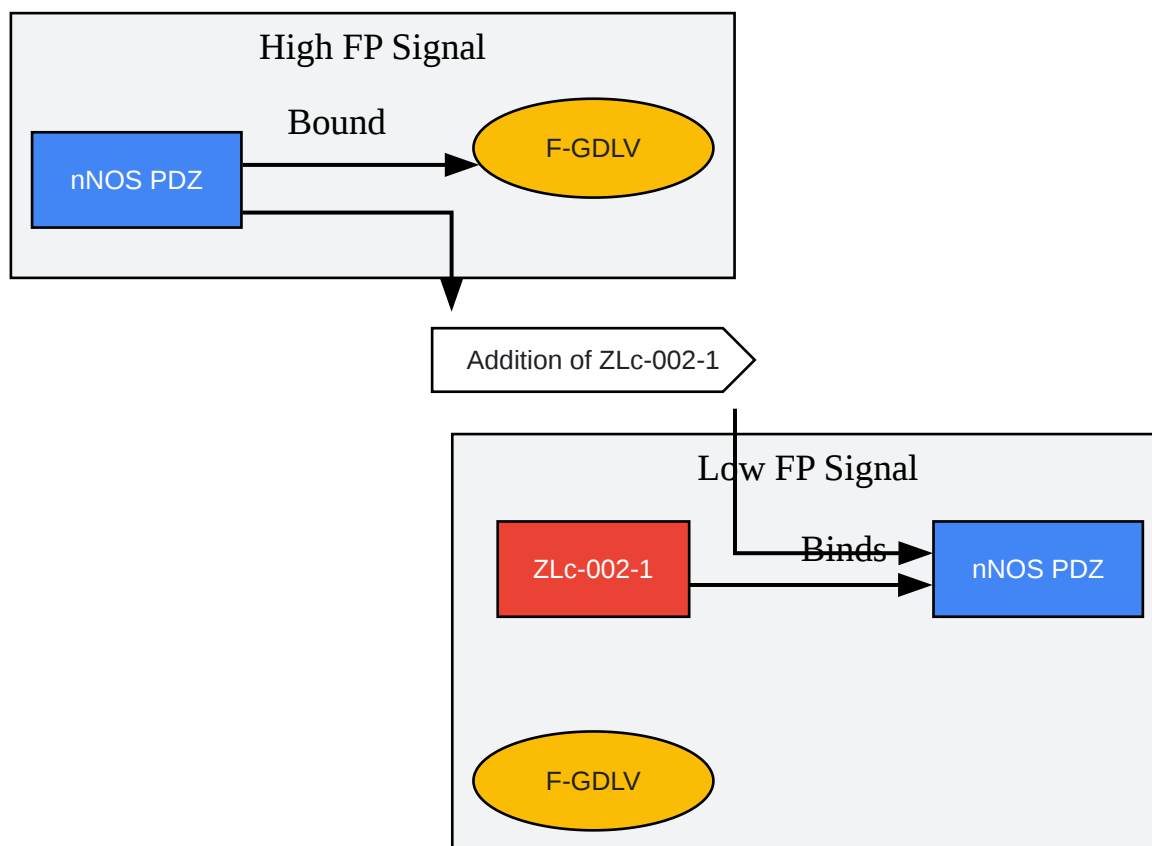 High FP Signal
Bound
F-GDLV
nNOS PDZ
Addition of ZLc-002-1
Low FP Signal
Binds
ZLc-002-1
nNOS PDZ
F-GDLV